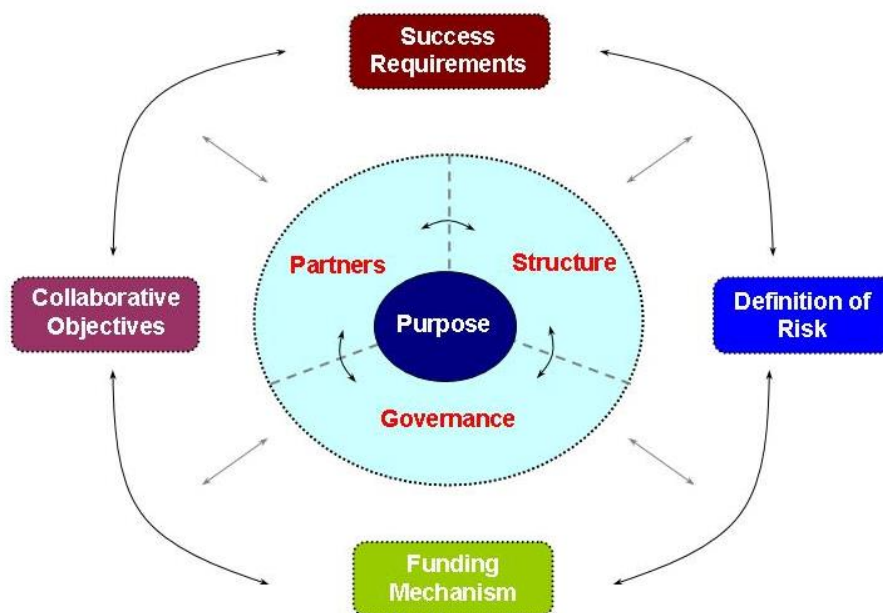 Success
Requirements
Partners
Structure
Collaborative
Objectives
Purpose
Definition of
Risk
Governance
Funding
Mechanism